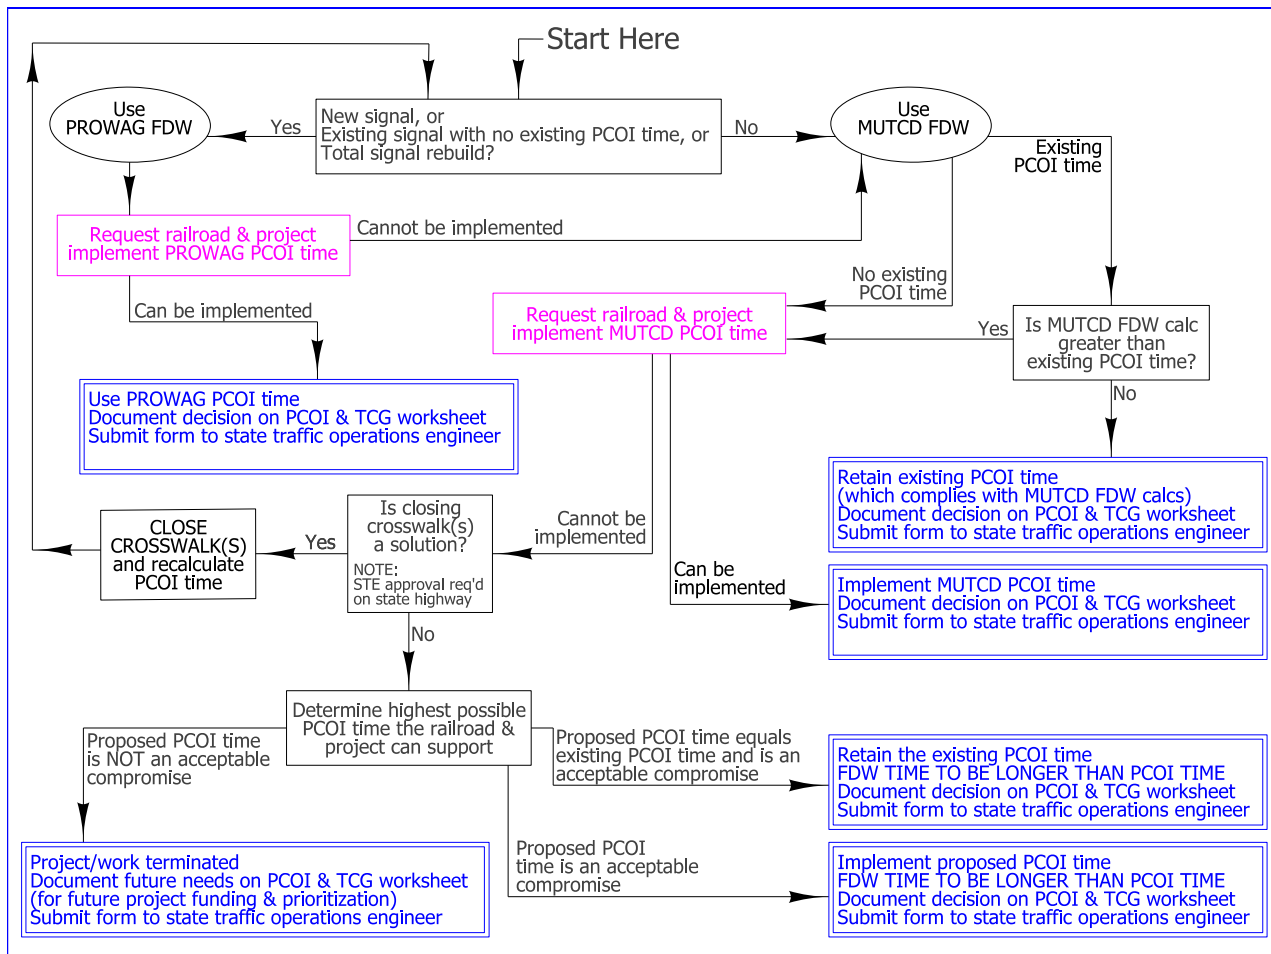 Start Here
Use
PROWAG FDW
Yes
New signal, or
Existing signal with no existing PCOI time, or
Total signal rebuild?
No
Use
MUTCD FDW
Existing
PCOI time
Request railroad & project
implement PROWAG PCOI time
Cannot be implemented
No existing
PCOI time
Can be implemented
Request railroad & project
implement MUTCD PCOI time
Yes
Is MUTCD FDW calc
greater than
existing PCOI time?
No
Use PROWAG PCOI time
Document decision on PCOI & TCG worksheet
Submit form to state traffic operations engineer
Retain existing PCOI time
(which complies with MUTCD FDW calcs)
Document decision on PCOI & TCG worksheet
Submit form to state traffic operations engineer
CLOSE
CROSSWALK(S)
and recalculate
PCOI time
Yes
Is closing
crosswalk(s)
a solution?
NOTE:
STE approval req'd
on state highway
Cannot be
implemented
Can be
implemented
Implement MUTCD PCOI time
Document decision on PCOI & TCG worksheet
Submit form to state traffic operations engineer
No
Determine highest possible
PCOI time the railroad &
project can support
Proposed PCOI time
is NOT an acceptable
compromise
Proposed PCOI time equals
existing PCOI time and is an
acceptable compromise
Retain the existing PCOI time
FDW TIME TO BE LONGER THAN PCOI TIME
Document decision on PCOI & TCG worksheet
Submit form to state traffic operations engineer
Proposed PCOI
time is an acceptable
compromise
Project/work terminated
Document future needs on PCOI & TCG worksheet
(for future project funding & prioritization)
Submit form to state traffic operations engineer
Implement proposed PCOI time
FDW TIME TO BE LONGER THAN PCOI TIME
Document decision on PCOI & TCG worksheet
Submit form to state traffic operations engineer